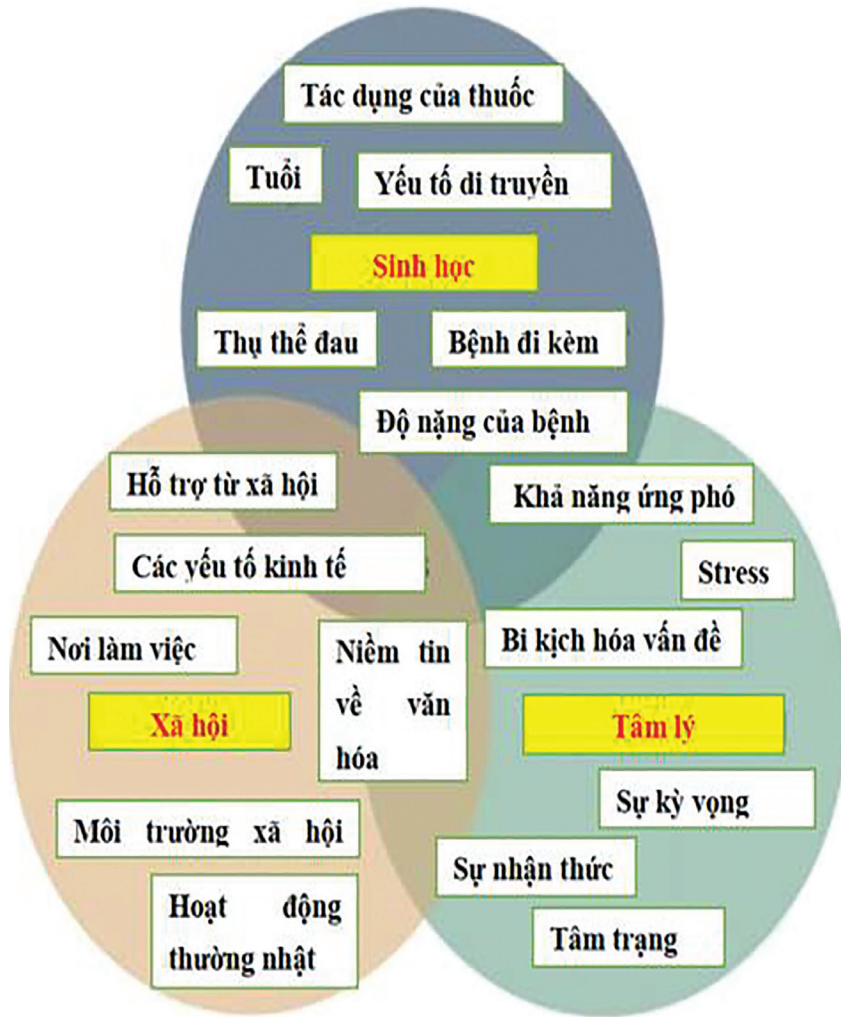 Tác dụng của thuốc
Tuổi
Yếu tố di truyền
Sinh học
Thụ thể đau
Bệnh đi kèm
Độ nặng của bệnh
Hỗ trợ từ xã hội
Khả năng ứng phó
Các yếu tố kinh tế
Stress
Nơi làm việc
Niềm tin
về văn
hóa
Bi kịch hóa vấn đề
Xã hội
Tâm lý
Sự kỳ vọng
Môi trường xã hội
Sự nhận thức
Hoạt động
thường nhật
Tâm trạng